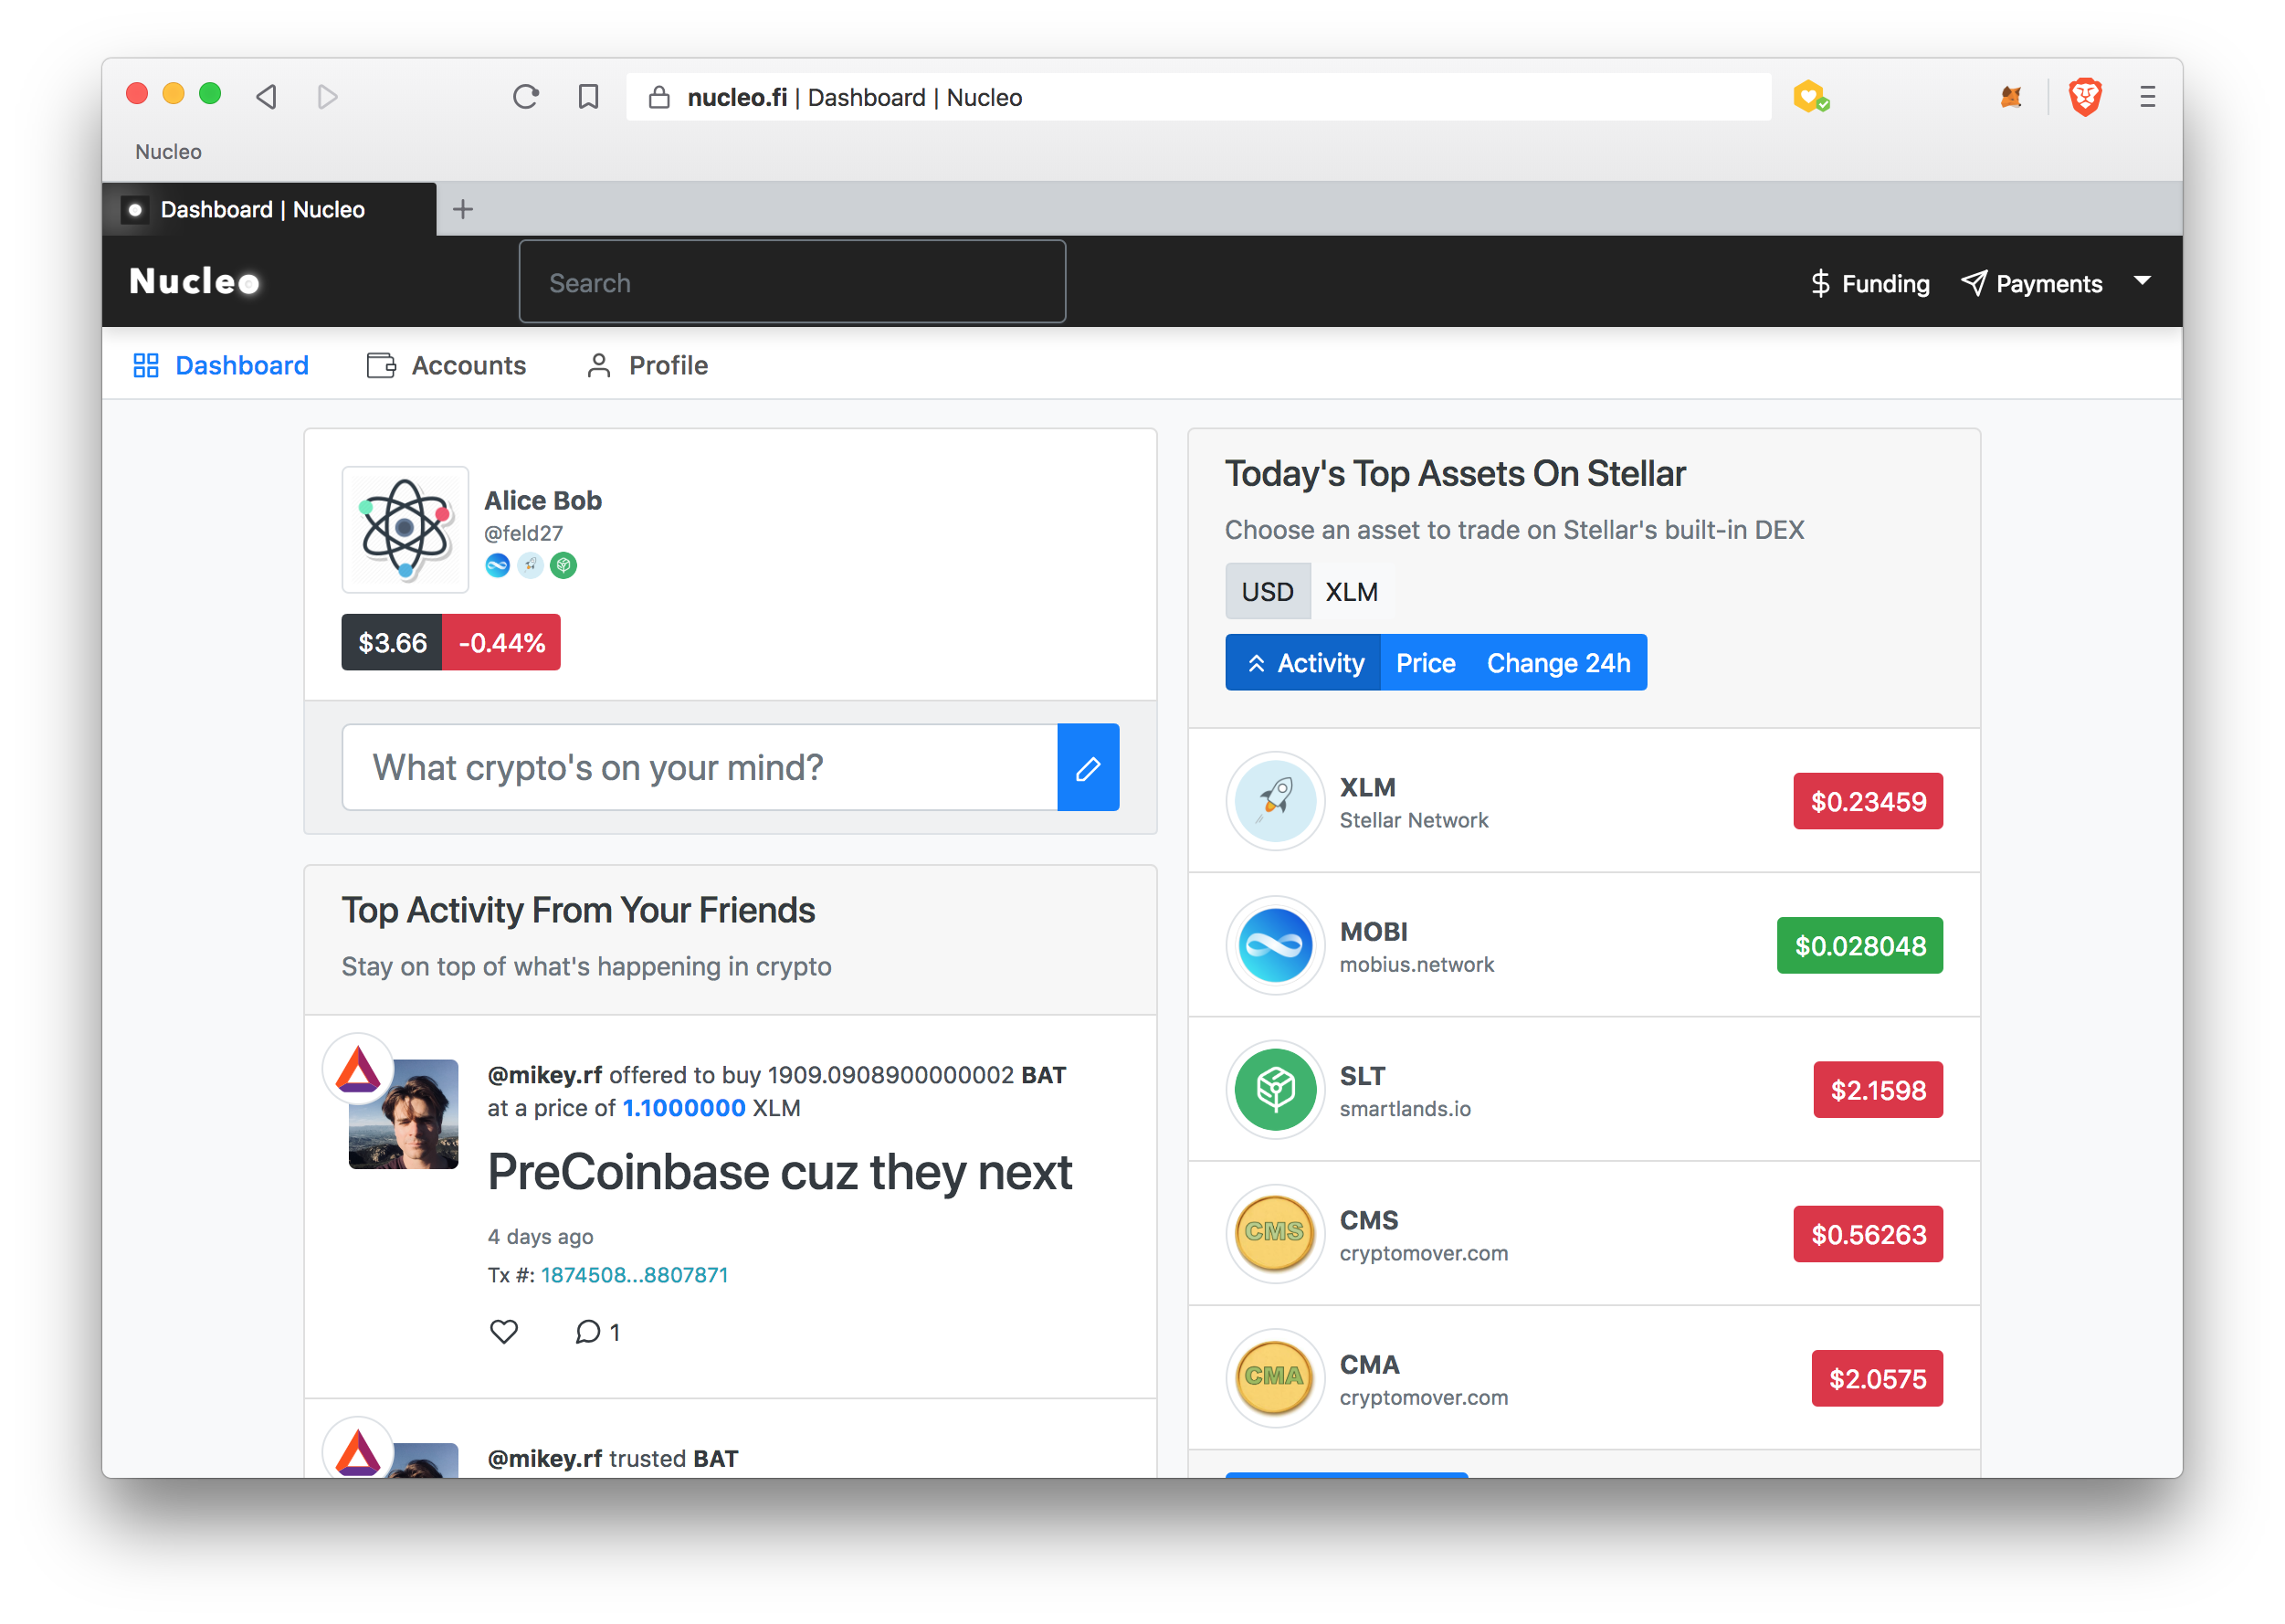 nucleo.fi | Dashboard | Nucleo
Nucleo
Dashboard | Nucleo
Nucleo
Search
Funding
Payments
Dashboard
Accounts
Profile
Alice Bob
@feld27
$3.66 -0.44%
What crypto's on your mind?
Top Activity From Your Friends
Stay on top of what's happening in crypto
@mikey.rf offered to buy 1909.0908900000002 BAT
at a price of 1.1000000 XLM
PreCoinbase cuz they next
4 days ago
Tx #: 1874508...8807871
1
@mikey.rf trusted BAT
Today's Top Assets On Stellar
Choose an asset to trade on Stellar's built-in DEX
USD XLM
Activity Price Change 24h
XLM
Stellar Network
$0.23459
MOBI
mobius.network
$0.028048
SLT
smartlands.io
$2.1598
CMS
CMS
cryptomover.com
$0.56263
CMA
CMA
cryptomover.com
$2.0575